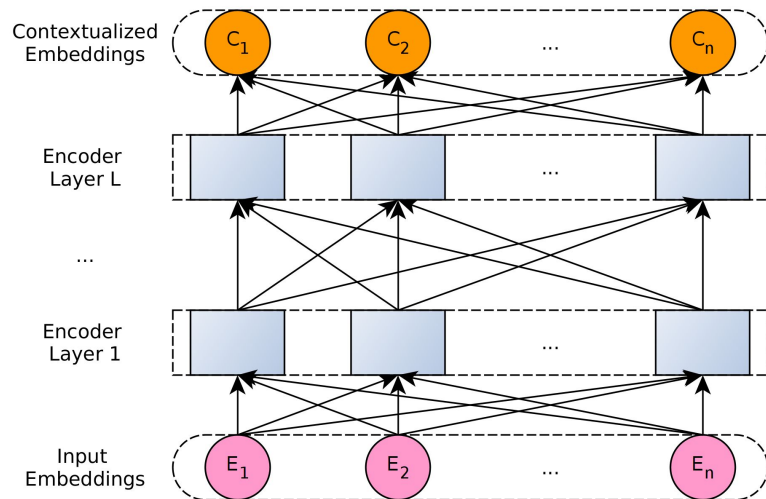 Contextualized
Embeddings
C1
C2
...
Cn
Encoder
Layer L
...
...
Encoder
Layer 1
...
Input
Embeddings
E1
E2
...
En